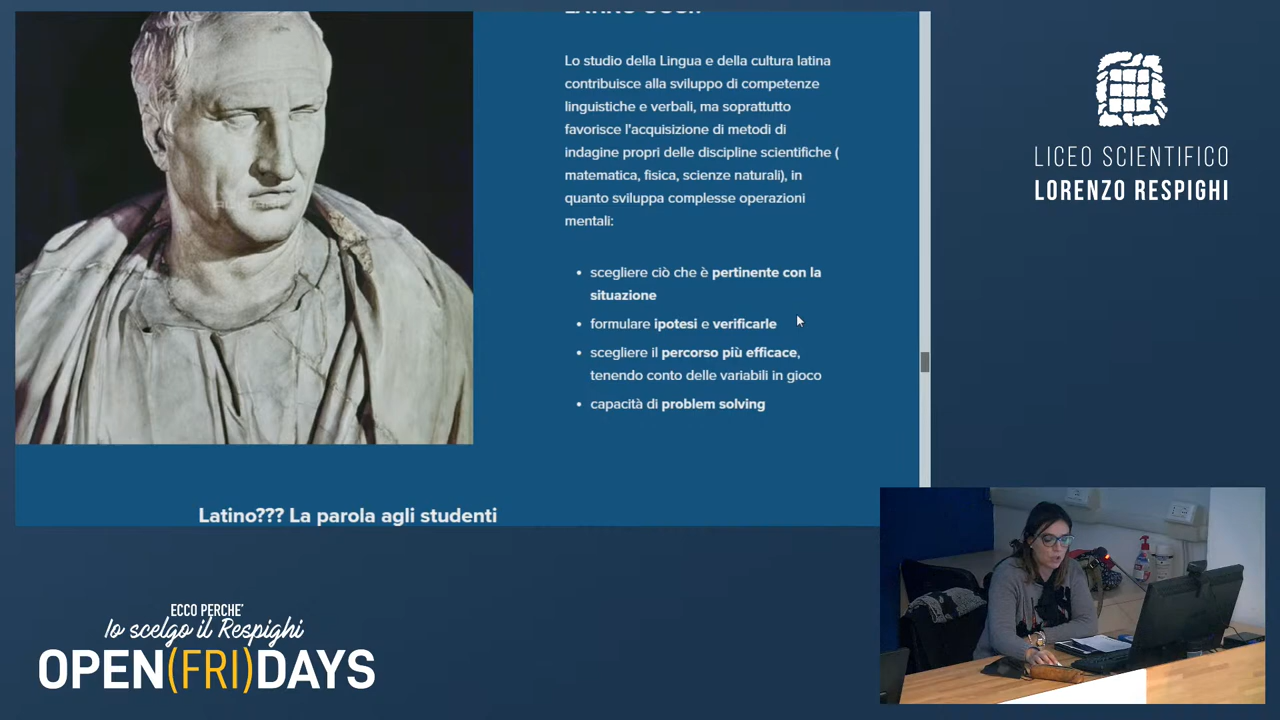 Lo studio della Lingua e della cultura latina
contribuisce alla sviluppo di competenze
linguistiche e verbali, ma soprattutto
favorisce l'acquisizione di metodi di
indagine propri delle discipline scientifiche (
matematica, fisica, scienze naturali), in
quanto sviluppa complesse operazioni
mentali:
• scegliere ciò che è pertinente con la
situazione
• formulare ipotesi e verificarle
• scegliere il percorso più efficace,
tenendo conto delle variabili in gioco
• capacità di problem solving
Latino??? La parola agli studenti
LICEO SCIENTIFICO
LORENZO RESPIGHI
ECCO PERCHE'
Io scelgo il Respighi
OPEN(FRI)DAYS